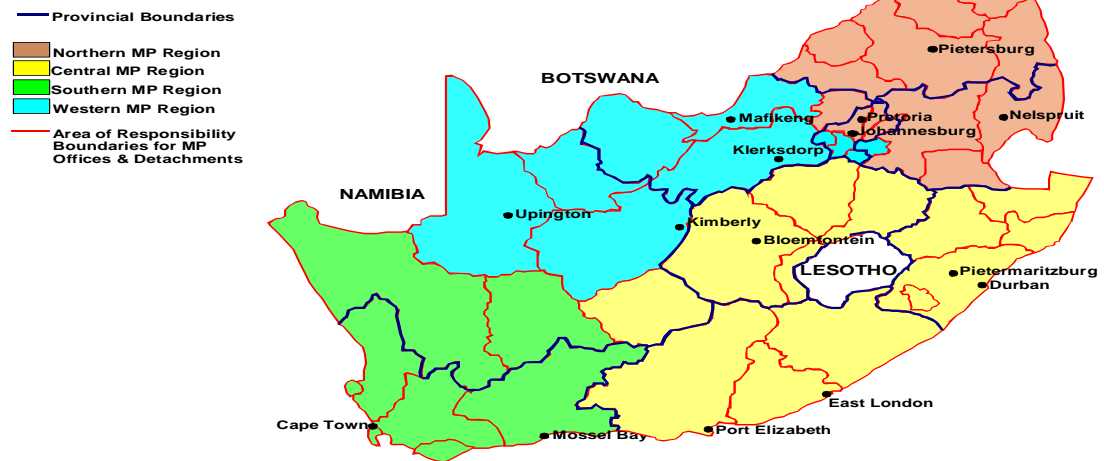 Provincial Boundaries
Northern MP Region
Central MP Region
Southern MP Region
Western MP Region
Area of Responsibility
Boundaries for MP
Offices & Detachments
BOTSWANA
NAMIBIA
LESOTHO
Pietersburg
Mafikeng
Pretoria
Johannesburg
Nelspruit
Klerksdorp
Upington
Kimberly
Bloemfontein
Pietermaritzburg
Durban
East London
Cape Town
Mossel Bay
Port Elizabeth